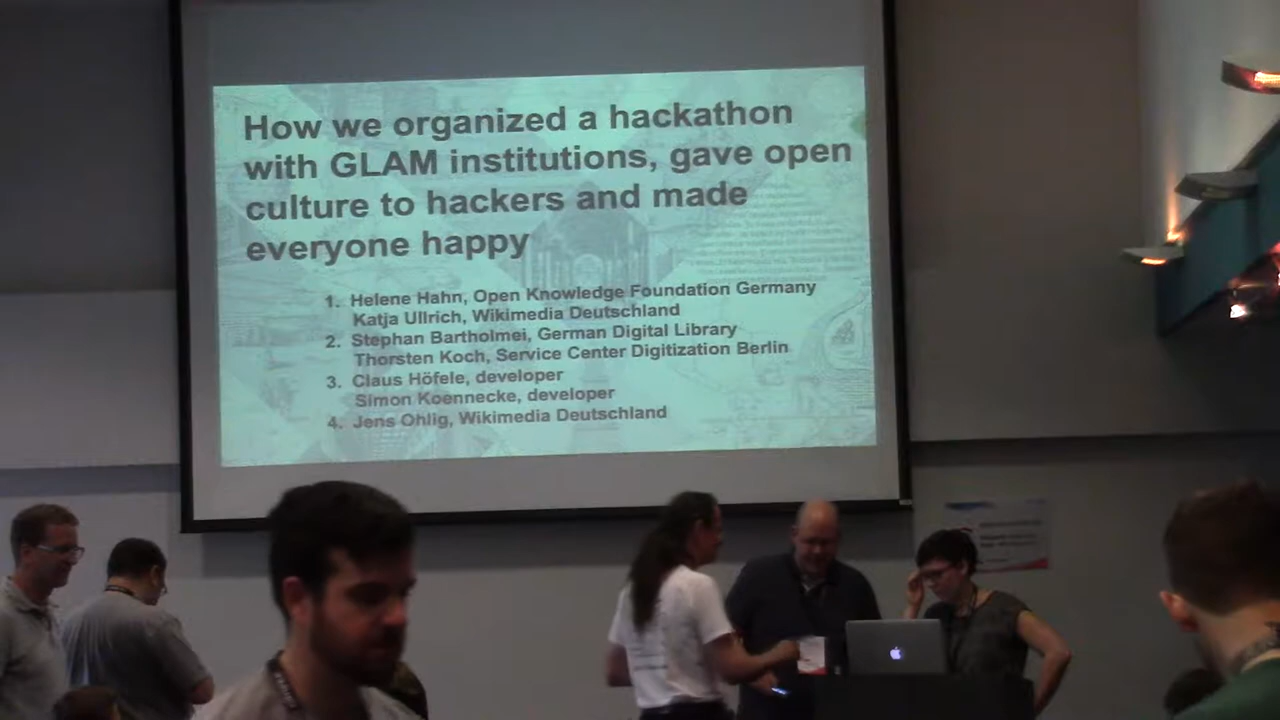 How we organized a hackathon
with GLAM institutions, gave open
culture to hackers and made
everyone happy
1. Helene Hahn, Open Knowledge Foundation Germany
Katja Ullrich, Wikimedia Deutschland
2. Stephan Bartholmei, German Digital Library
Thorsten Koch, Service Center Digitization Berlin
3. Claus Höfele, developer
Simon Koennecke, developer
4. Jens Ohlig, Wikimedia Deutschland